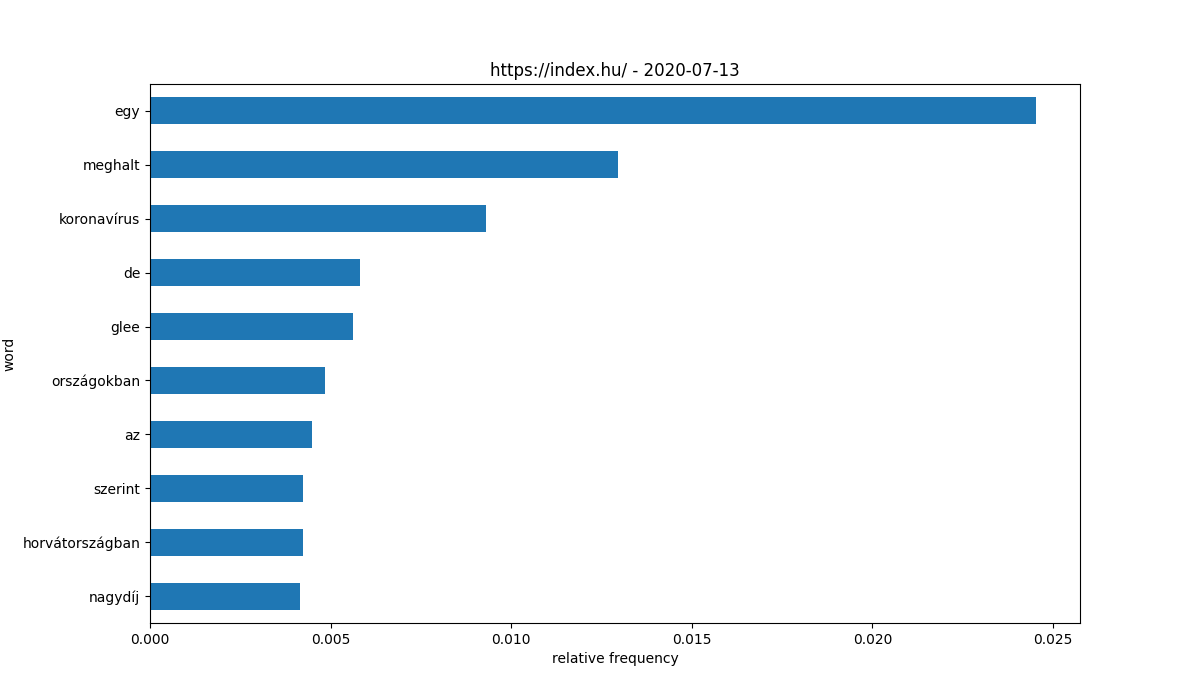 https://index.hu/ - 2020-07-13
egy
meghalt
koronavírus
de
glee
országokban
az
szerint
horvátországban
nagydíj
word
0.000 0.005 0.010 0.015 0.020 0.025
relative frequency